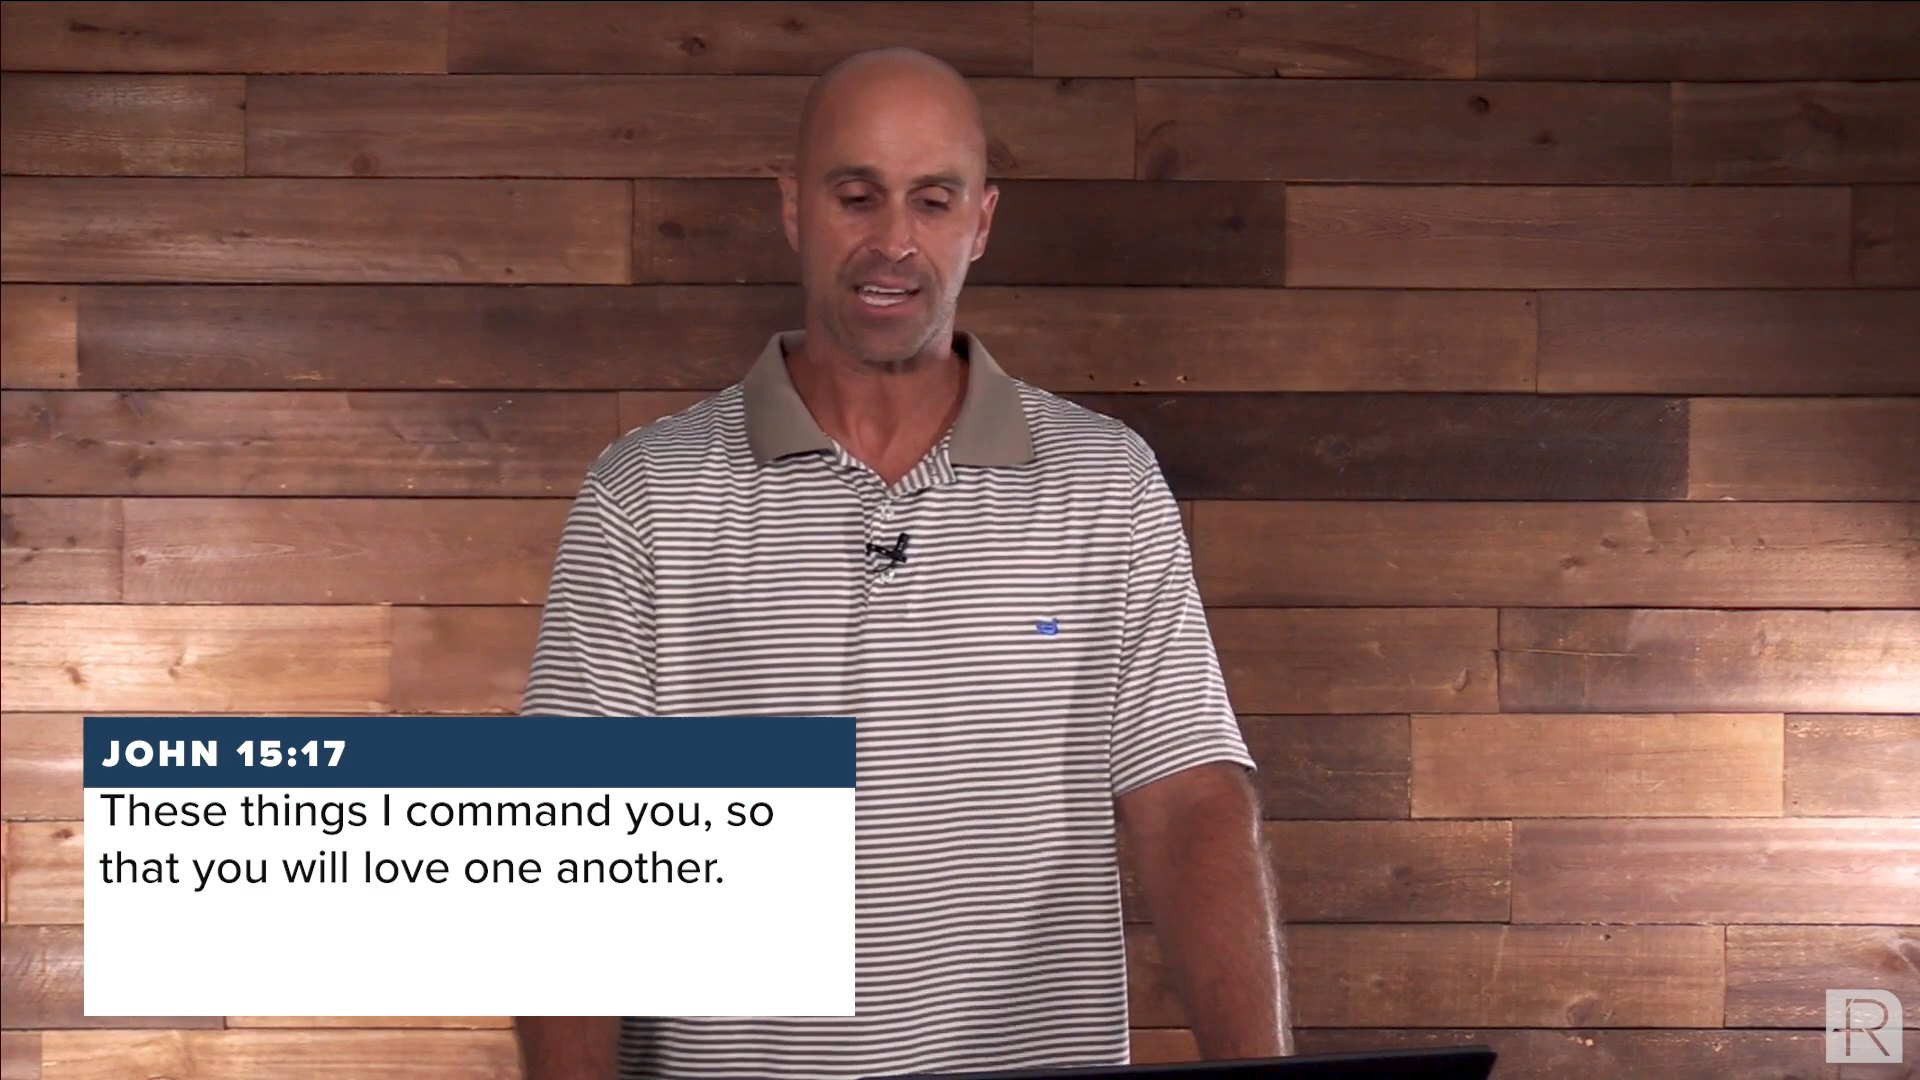 JOHN 15:17
These things I command you, so
that you will love one another.
R